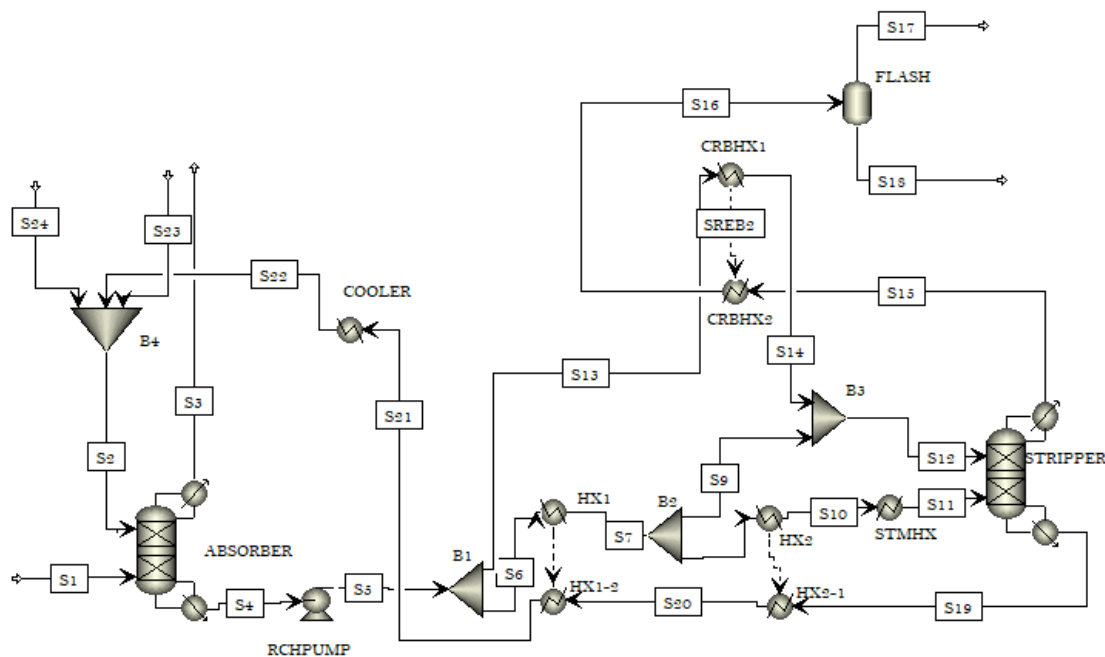 S17
FLASH
S16
CRBHX1
S18
S24
S23
SREB2
S22
COOLER
S15
CRBHX2
B4
S14
S13
B3
S3
S21
S2
S9
S12
STRIPPER
HX1
B2
S10
S11
S7
HX2
STMHX
ABSORBER
B1
S6
S1
S4
S5
HX1-2
S20
HX2-1
S19
RCHPUMP